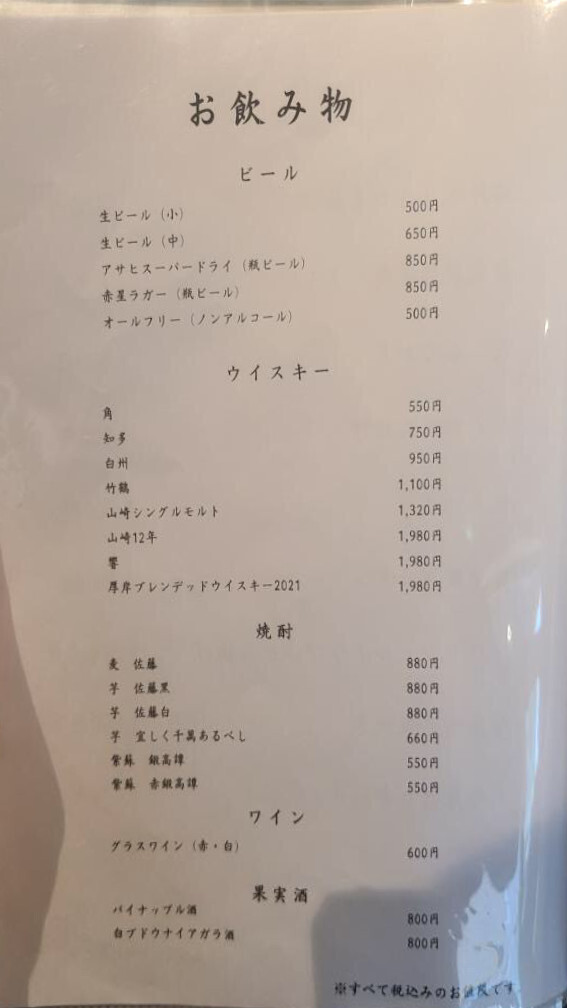 お飲み物
ビール
生ビール（小） 500円
生ビール（中） 650円
アサヒスーパードライ（瓶ビール） 850円
赤星ラガー（瓶ビール） 850円
オールフリー（ノンアルコール） 500円
ウイスキー
角 550円
知多 750円
白州 950円
竹鶴 1,100円
山崎シングルモルト 1,320円
山崎12年 1,980円
響 1,980円
厚岸ブレンデッドウイスキー2021 1,980円
焼酎
麦 佐藤 880円
芋 佐藤黒 880円
芋 佐藤白 880円
芋 宜しく千萬あるべし 660円
紫蘇 鍛高譚 550円
紫蘇 赤鍛高譚 550円
ワイン
グラスワイン（赤・白） 600円
果実酒
パイナップル酒 800円
白ブドウナイアガラ酒 800円
※すべて税込みのお値段です